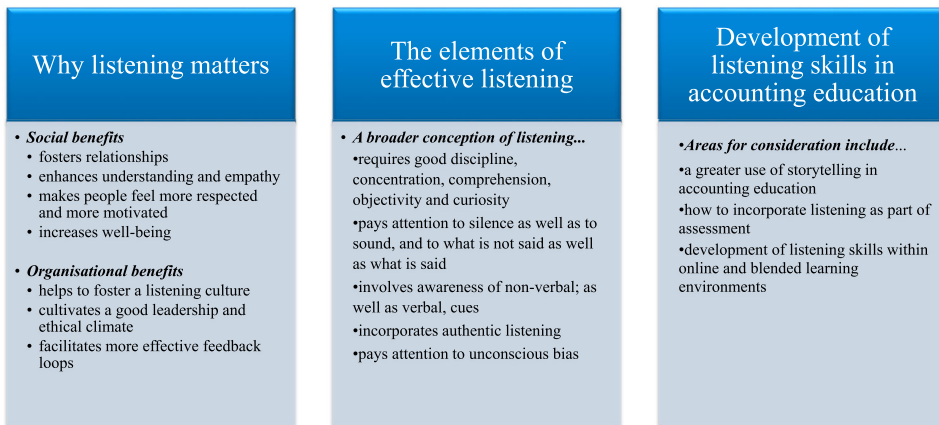 Why listening matters
• Social benefits
• fosters relationships
• enhances understanding and empathy
• makes people feel more respected
and more motivated
• increases well-being
• Organisational benefits
• helps to foster a listening culture
• cultivates a good leadership and
ethical climate
• facilitates more effective feedback
loops
The elements of
effective listening
• A broader conception of listening...
•requires good discipline,
concentration, comprehension,
objectivity and curiosity
•pays attention to silence as well as to
sound, and to what is not said as well
as what is said
•involves awareness of non-verbal; as
well as verbal, cues
•incorporates authentic listening
•pays attention to unconscious bias
Development of
listening skills in
accounting education
•Areas for consideration include...
•a greater use of storytelling in
accounting education
•how to incorporate listening as part of
assessment
•development of listening skills within
online and blended learning
environments